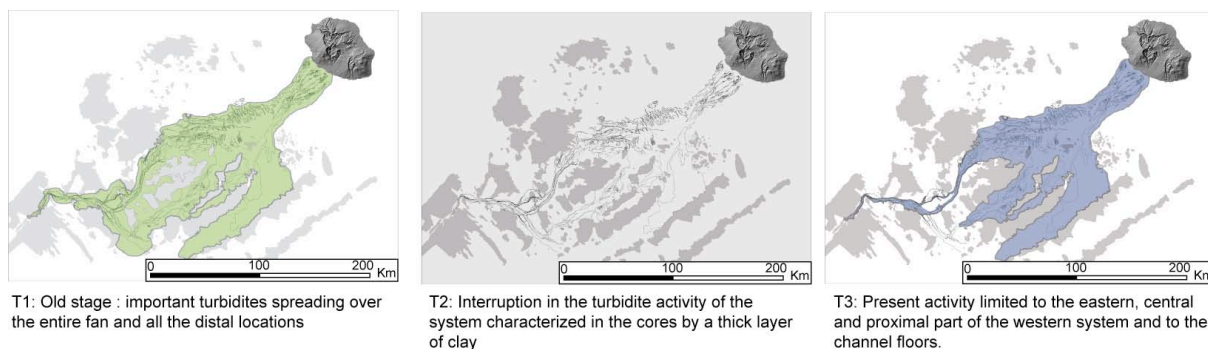 0 100 200
Km
T1: Old stage : important turbidites spreading over
the entire fan and all the distal locations
0 100 200
Km
T2: Interruption in the turbidite activity of the
system characterized in the cores by a thick layer
of clay
0 100 200
Km
T3: Present activity limited to the eastern, central
and proximal part of the western system and to the
channel floors.